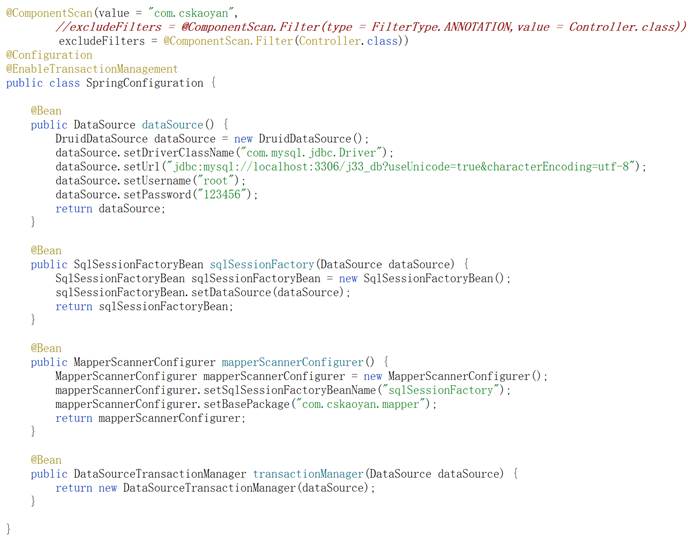 @ComponentScan(value = "com.cskaoyan",
        //excludeFilters = @ComponentScan.Filter(type = FilterType.ANNOTATION,value = Controller.class))
        excludeFilters = @ComponentScan.Filter(Controller.class))
@Configuration
@EnableTransactionManagement
public class SpringConfiguration {

    @Bean
    public DataSource dataSource() {
        DruidDataSource dataSource = new DruidDataSource();
        dataSource.setDriverClassName("com.mysql.jdbc.Driver");
        dataSource.setUrl("jdbc:mysql://localhost:3306/j33_db?useUnicode=true&characterEncoding=utf-8");
        dataSource.setUsername("root");
        dataSource.setPassword("123456");
        return dataSource;
    }

    @Bean
    public SqlSessionFactoryBean sqlSessionFactory(DataSource dataSource) {
        SqlSessionFactoryBean sqlSessionFactoryBean = new SqlSessionFactoryBean();
        sqlSessionFactoryBean.setDataSource(dataSource);
        return sqlSessionFactoryBean;
    }

    @Bean
    public MapperScannerConfigurer mapperScannerConfigurer() {
        MapperScannerConfigurer mapperScannerConfigurer = new MapperScannerConfigurer();
        mapperScannerConfigurer.setSqlSessionFactoryBeanName("sqlSessionFactory");
        mapperScannerConfigurer.setBasePackage("com.cskaoyan.mapper");
        return mapperScannerConfigurer;
    }

    @Bean
    public DataSourceTransactionManager transactionManager(DataSource dataSource) {
        return new DataSourceTransactionManager(dataSource);
    }

}